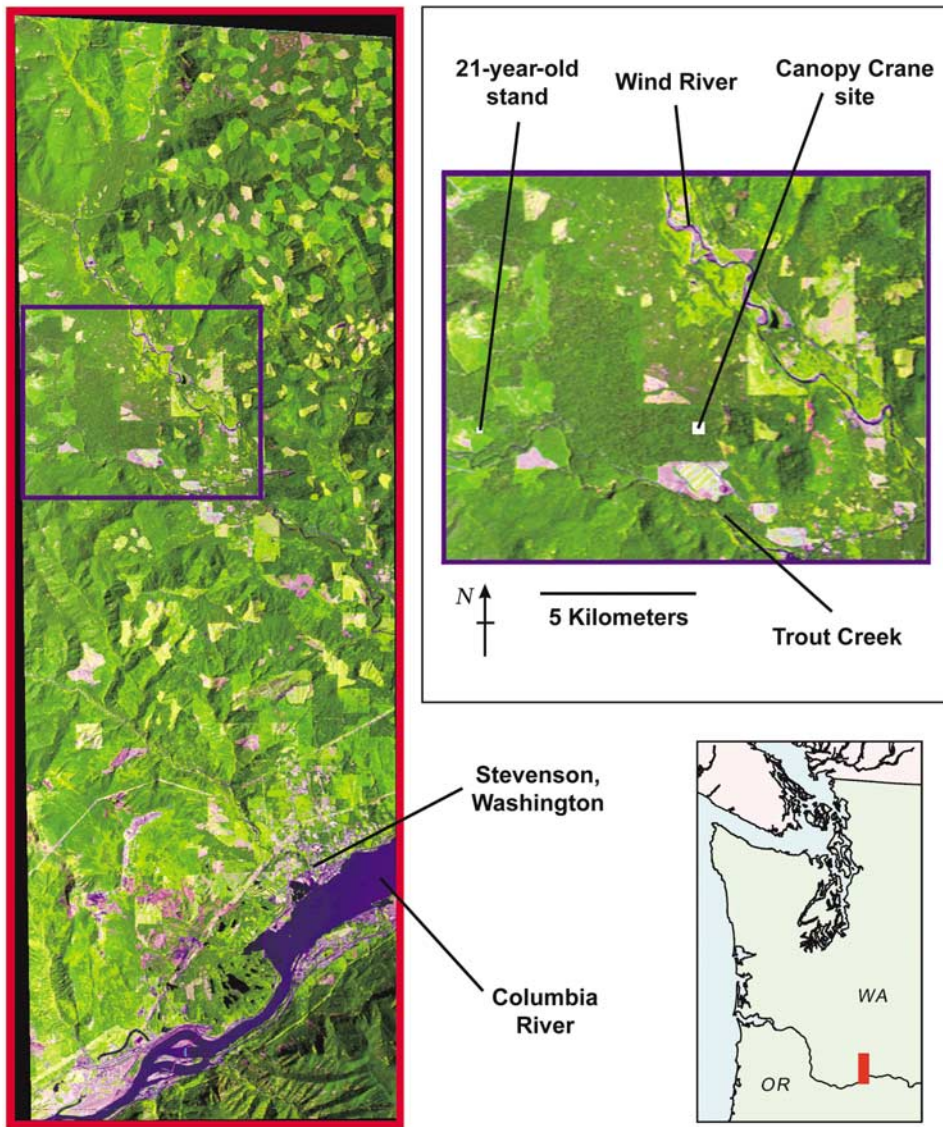 21-year-old
stand
Wind River
Canopy Crane
site
N
5 Kilometers
Trout Creek
Stevenson,
Washington
Columbia
River
WA
OR